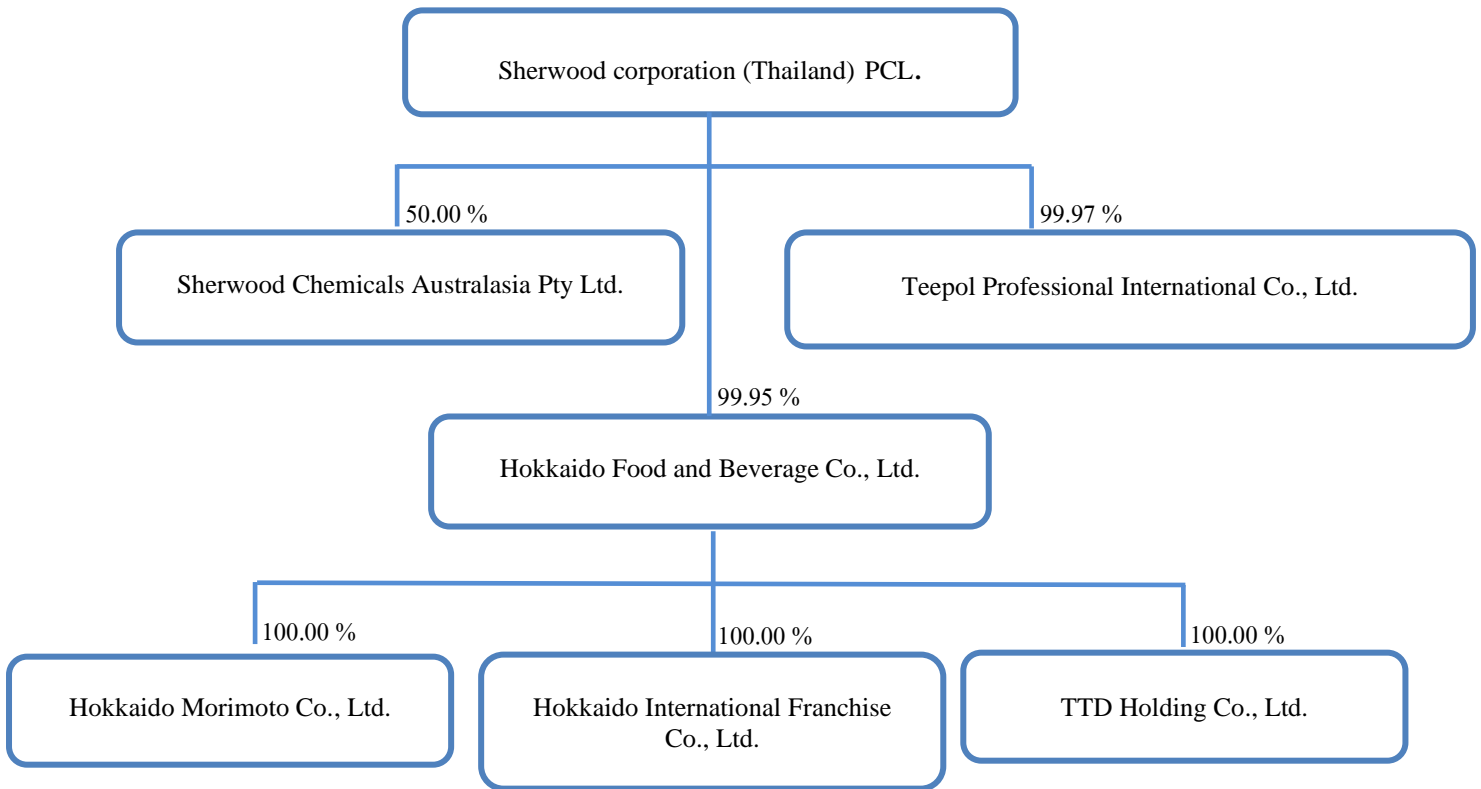 Sherwood corporation (Thailand) PCL.
50.00 %
99.97 %
Sherwood Chemicals Australasia Pty Ltd.
Teepol Professional International Co., Ltd.
99.95 %
Hokkaido Food and Beverage Co., Ltd.
100.00 %
100.00 %
100.00 %
Hokkaido Morimoto Co., Ltd.
Hokkaido International Franchise
Co., Ltd.
TTD Holding Co., Ltd.